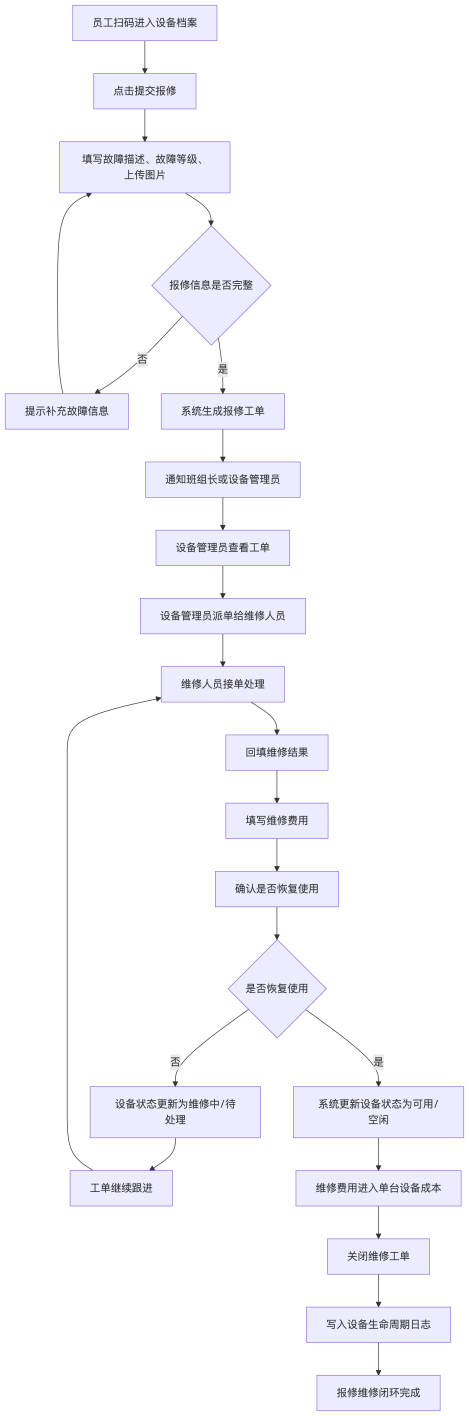 员工扫码进入设备档案
点击提交报修
填写故障描述、故障等级、
上传图片
报修信息是否完整
否
是
提示补充故障信息
系统生成报修工单
通知班组长或设备管理员
设备管理员查看工单
设备管理员派单给维修人员
维修人员接单处理
回填维修结果
填写维修费用
确认是否恢复使用
是否恢复使用
否
是
设备状态更新为维修中/待
处理
系统更新设备状态为可用/
空闲
工单继续跟进
维修费用进入单台设备成本
关闭维修工单
写入设备生命周期日志
报修维修闭环完成